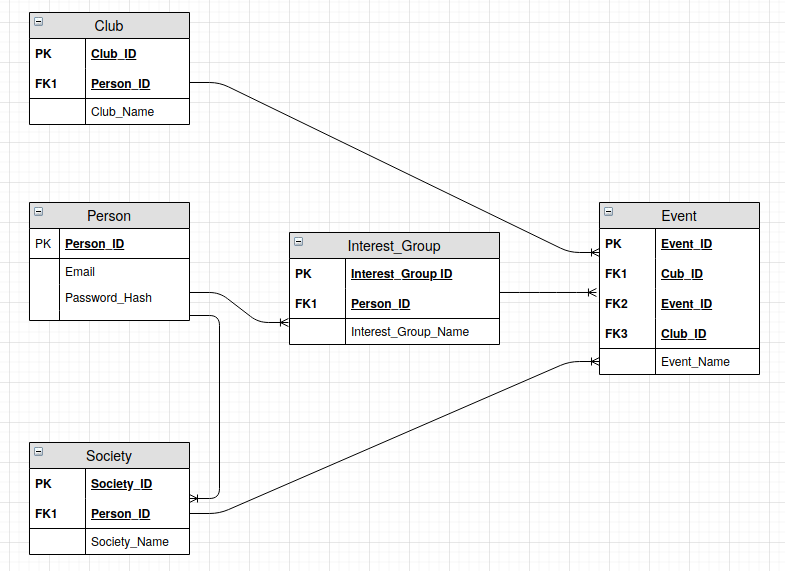 Club
PK Club_ID
FK1 Person_ID
Club_Name
Person
PK Person_ID
Email
Password_Hash
Interest_Group
PK Interest_Group ID
FK1 Person_ID
Interest_Group_Name
Event
PK Event_ID
FK1 Cub_ID
FK2 Event_ID
FK3 Club_ID
Event_Name
Society
PK Society_ID
FK1 Person_ID
Society_Name